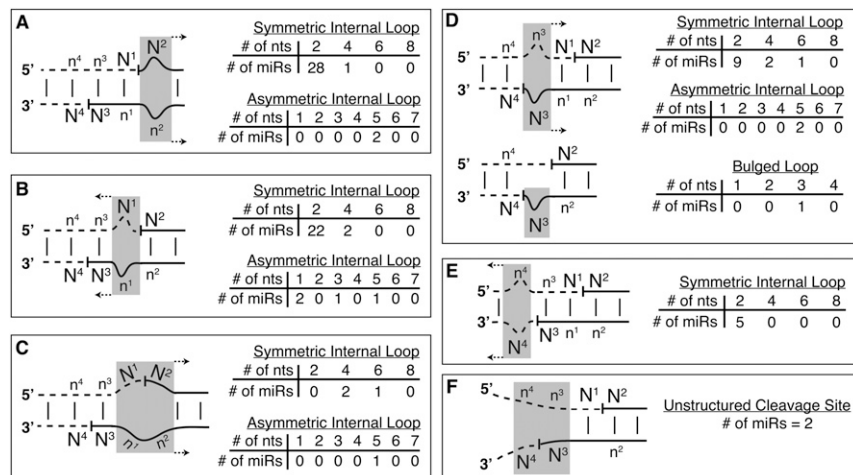 A
N² Symmetric Internal Loop
# of nts 2 4 6 8
# of miRs 28 1 0 0
n⁴ n³ N¹
5'
3'
N⁴ N³ n¹ n²
Asymmetric Internal Loop
# of nts 1 2 3 4 5 6 7
# of miRs 0 0 0 0 2 0 0
B
Symmetric Internal Loop
# of nts 2 4 6 8
# of miRs 22 2 0 0
n⁴ n³ N¹ N²
5'
3'
N⁴ N³ n¹ n²
Asymmetric Internal Loop
# of nts 1 2 3 4 5 6 7
# of miRs 2 0 1 0 1 0 0
C
Symmetric Internal Loop
# of nts 2 4 6 8
# of miRs 0 2 1 0
n⁴ n³ N¹ N²
5'
3'
N⁴ N³ n¹ n²
Asymmetric Internal Loop
# of nts 1 2 3 4 5 6 7
# of miRs 0 0 0 0 1 0 0
D
Symmetric Internal Loop
# of nts 2 4 6 8
# of miRs 9 2 1 0
n⁴ n³ N¹ N²
5'
3'
N⁴ N³ n¹ n²
Asymmetric Internal Loop
# of nts 1 2 3 4 5 6 7
# of miRs 0 0 0 0 2 0 0
n⁴ N²
5'
3'
N⁴ N³ n²
Bulged Loop
# of nts 1 2 3 4
# of miRs 0 0 1 0
E
n⁴ n³ N¹ N²
5'
3'
N⁴ N³ n¹ n²
Symmetric Internal Loop
# of nts 2 4 6 8
# of miRs 5 0 0 0
F
5' n⁴ n³ N¹ N²
3' N⁴ N³ n²
Unstructured Cleavage Site
# of miRs = 2